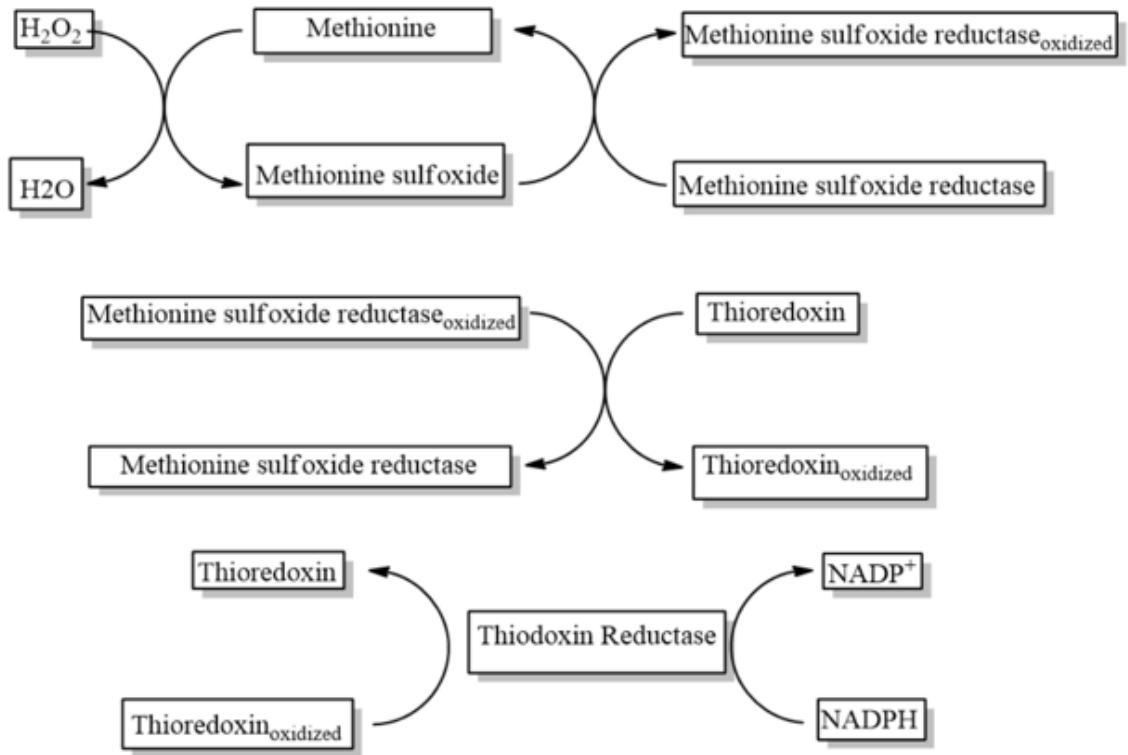 H₂O₂
Methionine
Methionine sulfoxide reductaseoxidized
H2O
Methionine sulfoxide
Methionine sulfoxide reductase
Methionine sulfoxide reductaseoxidized
Thioredoxin
Methionine sulfoxide reductase
Thioredoxinoxidized
Thioredoxin
NADP⁺
Thiodoxin Reductase
Thioredoxinoxidized
NADPH